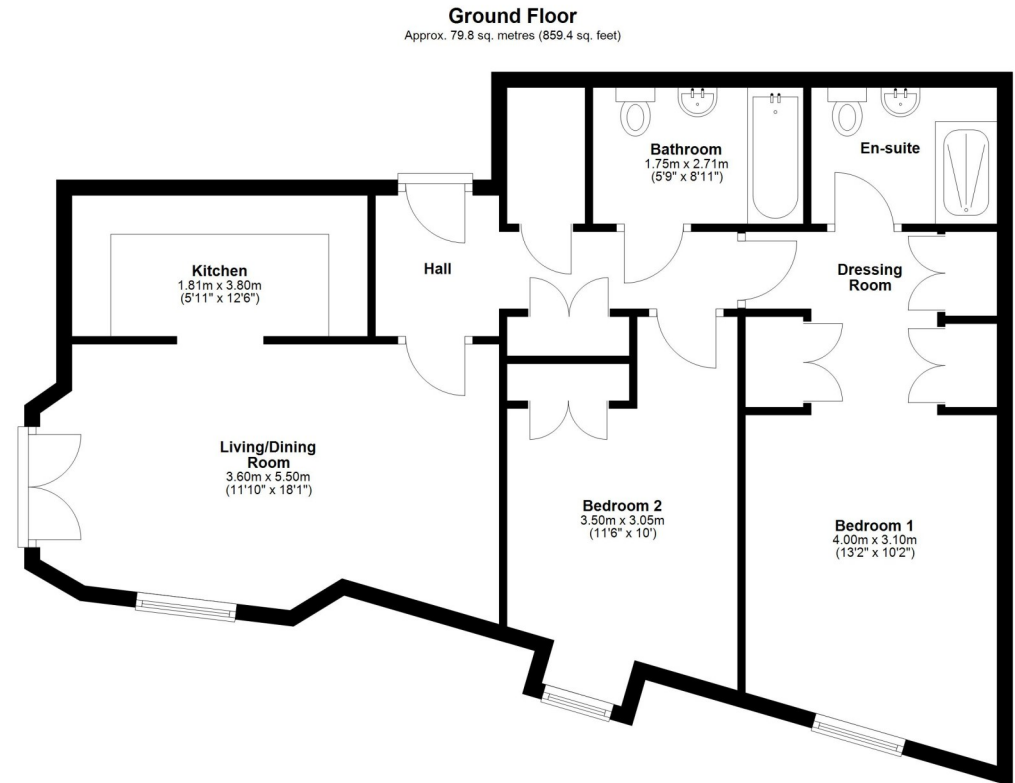 Ground Floor
Approx. 79.8 sq. metres (859.4 sq. feet)
Bathroom
1.75m x 2.71m
(5'9" x 8'11")
En-suite
Kitchen
1.81m x 3.80m
(5'11" x 12'6")
Hall
Dressing
Room
Living/Dining
Room
3.60m x 5.50m
(11'10" x 18'1")
Bedroom 2
3.50m x 3.05m
(11'6" x 10')
Bedroom 1
4.00m x 3.10m
(13'2" x 10'2")